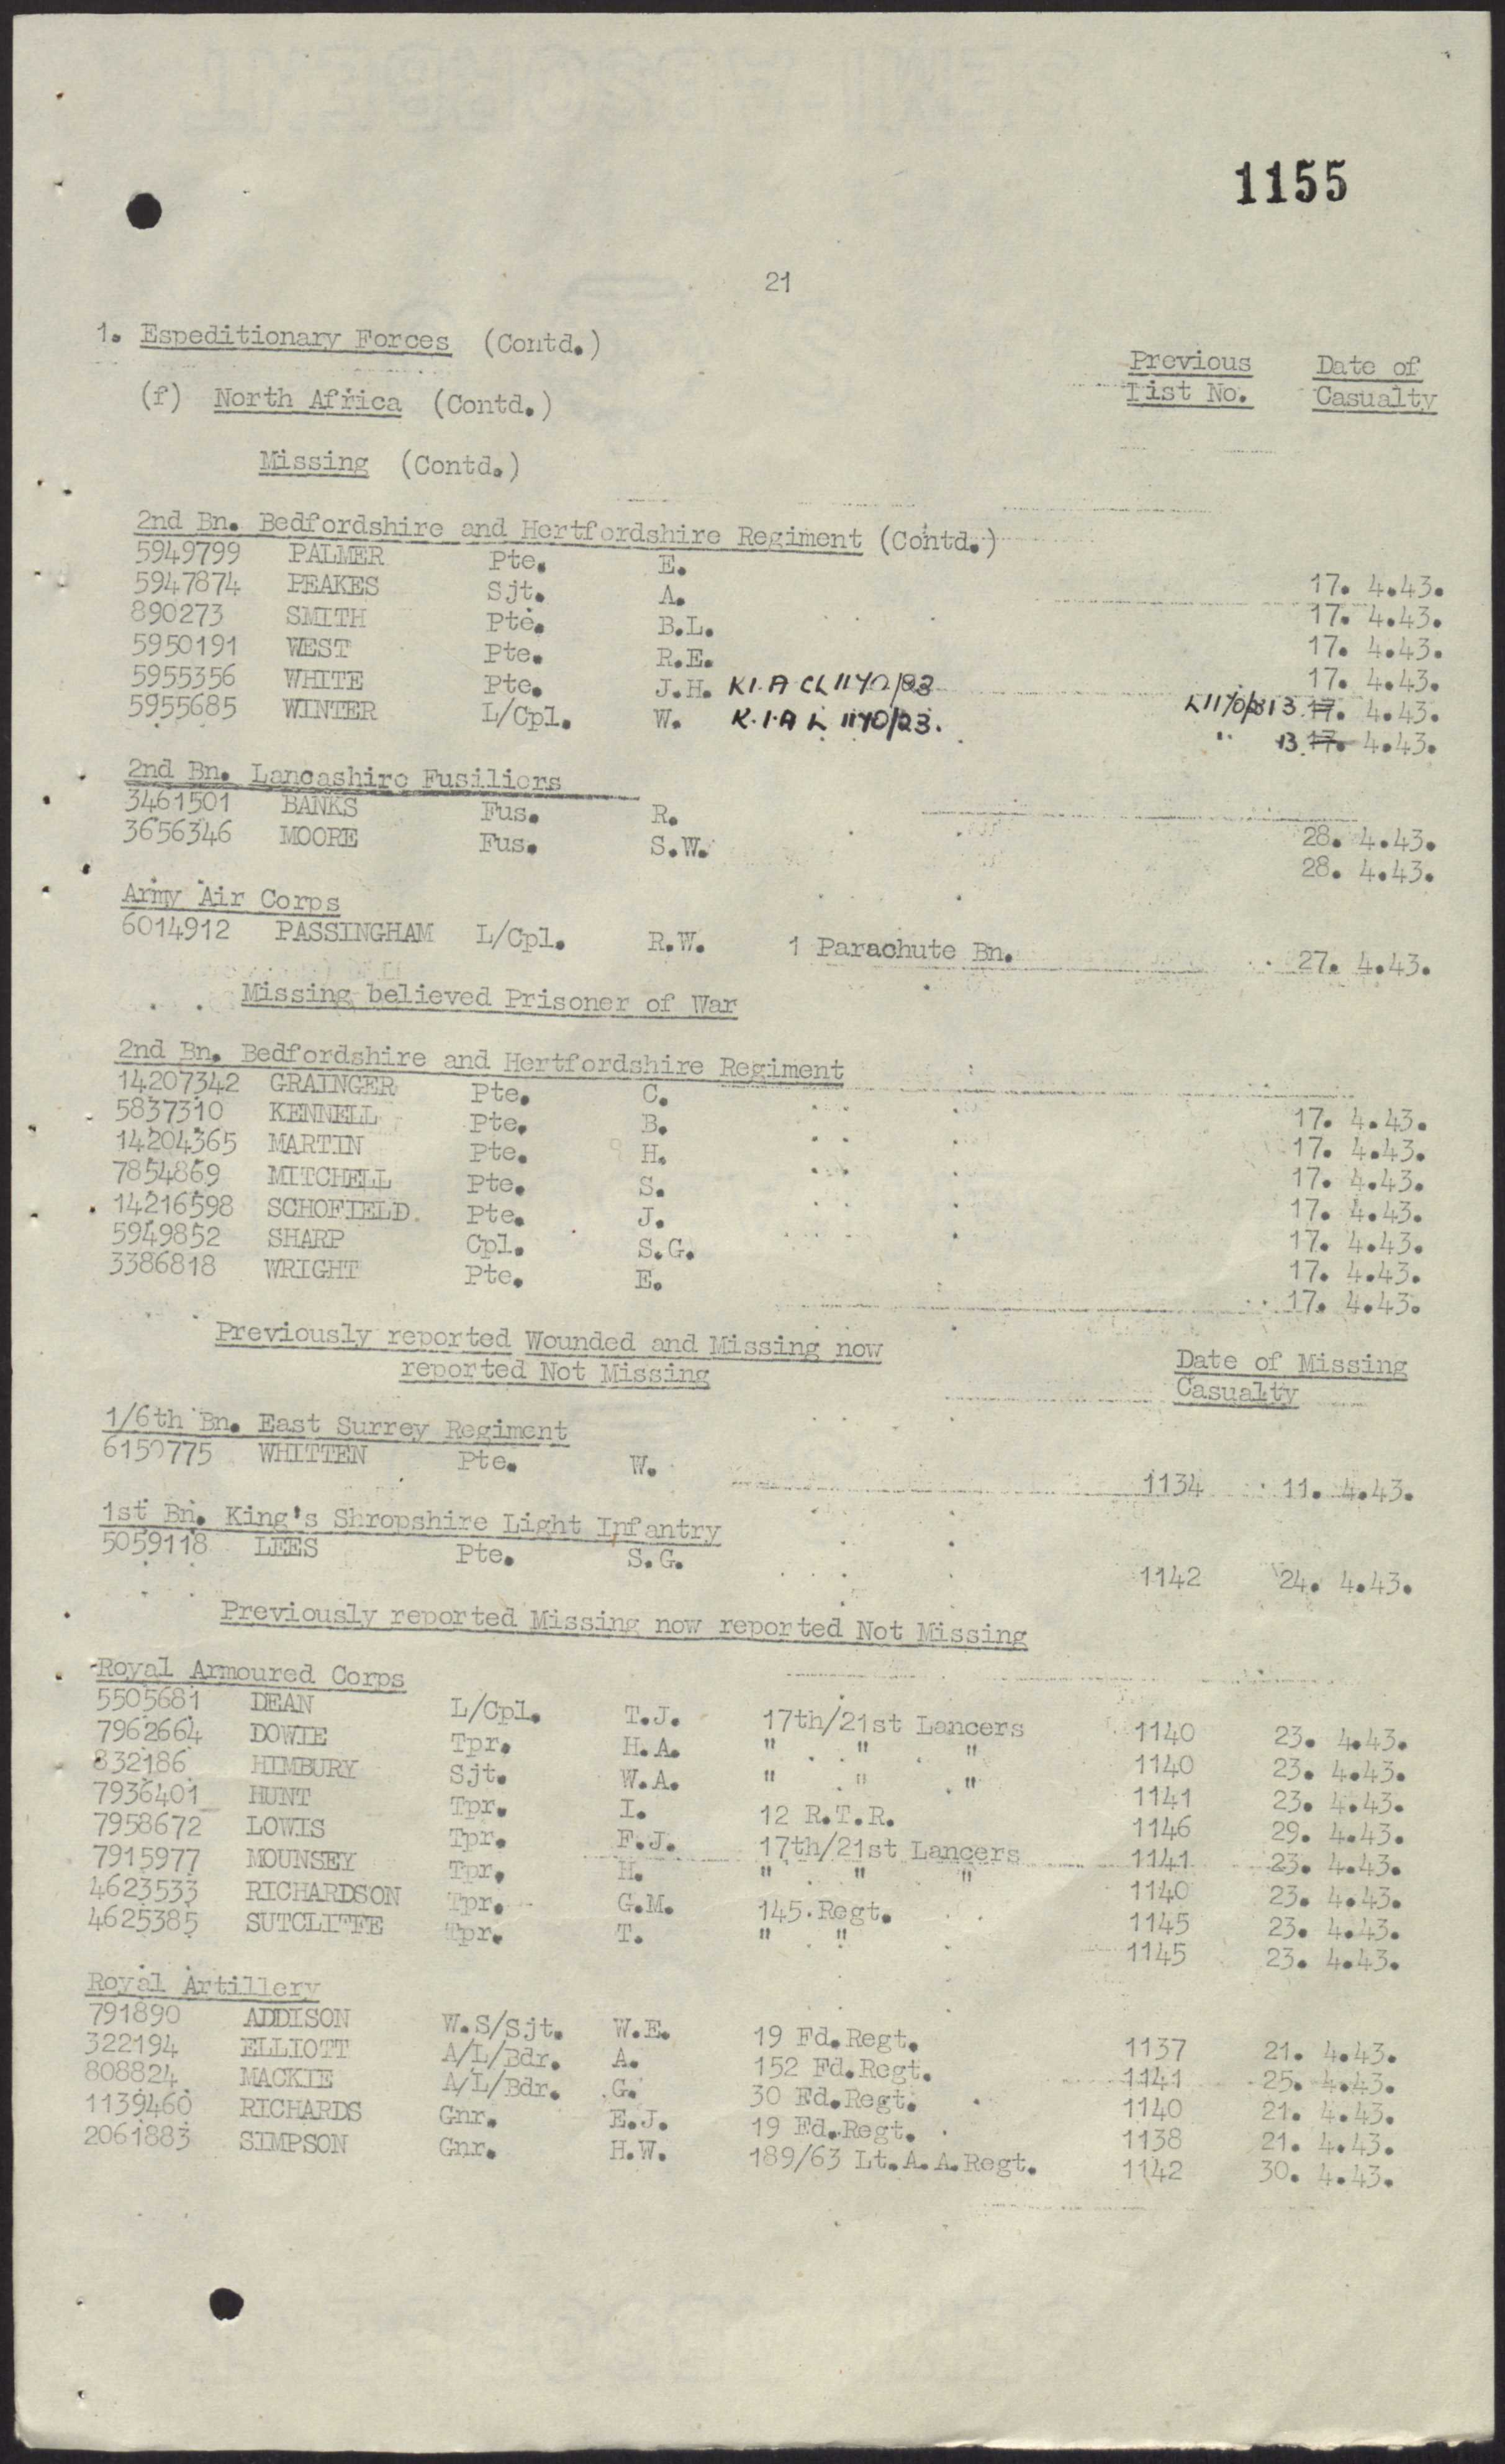 1155
21
1. Espeditionary Forces (Contd.)
Previous Date of
List No. Casualty
(f) North Africa (Contd.)
Missing (Contd.)
2nd Bn. Bedfordshire and Hertfordshire Regiment (Contd.)
5949799 PALMER Pte. E. 17. 4.43.
5947874 PEAKES Sjt. A. 17. 4.43.
890273 SMITH Pte. B.L. 17. 4.43.
5950191 WEST Pte. R.E. 17. 4.43.
5955356 WHITE Pte. J.H. K.I.A CL 1170/23 13 17. 4.43.
5955685 WINTER L/Cpl. W. K.I.A L 1170/23. " 13. 17. 4.43.
2nd Bn. Lancashire Fusiliers
3461501 BANKS Fus. R. 28. 4.43.
3656346 MOORE Fus. S.W. 28. 4.43.
Army Air Corps
6014912 PASSINGHAM L/Cpl. R.W. 1 Parachute Bn. 27. 4.43.
Missing believed Prisoner of War
2nd Bn. Bedfordshire and Hertfordshire Regiment
14207342 GRAINGER Pte. C. 17. 4.43.
5837310 KENNELL Pte. B. 17. 4.43.
14204365 MARTIN Pte. H. 17. 4.43.
7854869 MITCHELL Pte. S. 17. 4.43.
14216598 SCHOFIELD Pte. J. 17. 4.43.
5949852 SHARP Cpl. S.G. 17. 4.43.
3386818 WRIGHT Pte. E. 17. 4.43.
Previously reported Wounded and Missing now
reported Not Missing
Date of Missing
Casualty
1/6th Bn. East Surrey Regiment
6150775 WHITTEN Pte. W. 1134 11. 4.43.
1st Bn. King's Shropshire Light Infantry
5059118 LEES Pte. S.G. 1142 24. 4.43.
Previously reported Missing now reported Not Missing
Royal Armoured Corps
5505681 DEAN L/Cpl. T.J. 17th/21st Lancers 1140 23. 4.43.
7962664 DOWIE Tpr. H.A. " " " 1140 23. 4.43.
832186 HIMBURY Sjt. W.A. " " " 1141 23. 4.43.
7936401 HUNT Tpr. I. 12 R.T.R. 1146 29. 4.43.
7958672 LOWIS Tpr. F.J. 17th/21st Lancers 1141 23. 4.43.
7915977 MOUNSEY Tpr. H. " " " 1140 23. 4.43.
4623533 RICHARDSON Tpr. G.M. 145.Regt. 1145 23. 4.43.
4625385 SUTCLIFFE Tpr. T. " " 1145 23. 4.43.
Royal Artillery
791890 ADDISON W.S/Sjt. W.E. 19 Fd.Regt. 1137 21. 4.43.
322194 ELLIOTT A/L/Bdr. A. 152 Fd.Regt. 1141 25. 4.43.
808824 MACKIE A/L/Bdr. G. 30 Fd.Regt. 1140 21. 4.43.
1139460 RICHARDS Gnr. E.J. 19 Fd.Regt. 1138 21. 4.43.
2061883 SIMPSON Gnr. H.W. 189/63 Lt.A.A.Regt. 1142 30. 4.43.